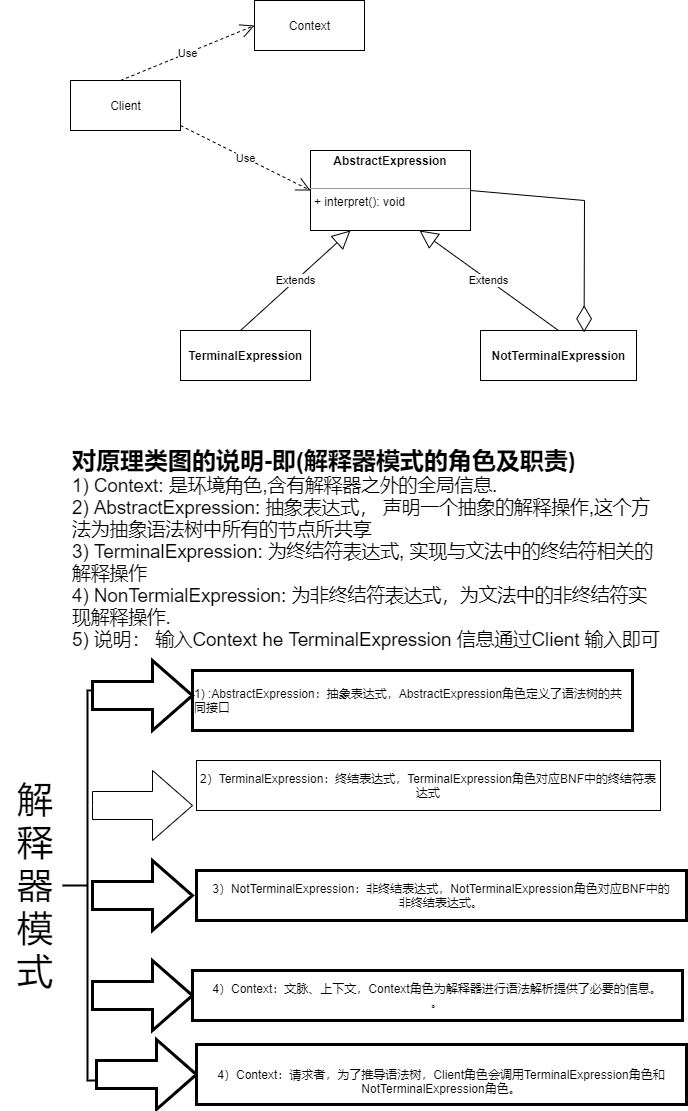 Context
Use
Client
Use
AbstractExpression
+ interpret(): void
Extends
Extends
TerminalExpression
NotTerminalExpression
对原理类图的说明-即(解释器模式的角色及职责)
1) Context: 是环境角色,含有解释器之外的全局信息.
2) AbstractExpression: 抽象表达式， 声明一个抽象的解释操作,这个方
法为抽象语法树中所有的节点所共享
3) TerminalExpression: 为终结符表达式, 实现与文法中的终结符相关的
解释操作
4) NonTermialExpression: 为非终结符表达式，为文法中的非终结符实
现解释操作.
5) 说明： 输入Context he TerminalExpression 信息通过Client 输入即可
解释器模式
1) :AbstractExpression：抽象表达式，AbstractExpression角色定义了语法树的共
同接口
2）TerminalExpression：终结表达式，TerminalExpression角色对应BNF中的终结符表
达式
3）NotTerminalExpression：非终结表达式，NotTerminalExpression角色对应BNF中的
非终结表达式。
4）Context：文脉、上下文，Context角色为解释器进行语法解析提供了必要的信息。
。
4）Context：请求者，为了推导语法树，Client角色会调用TerminalExpression角色和
NotTerminalExpression角色。